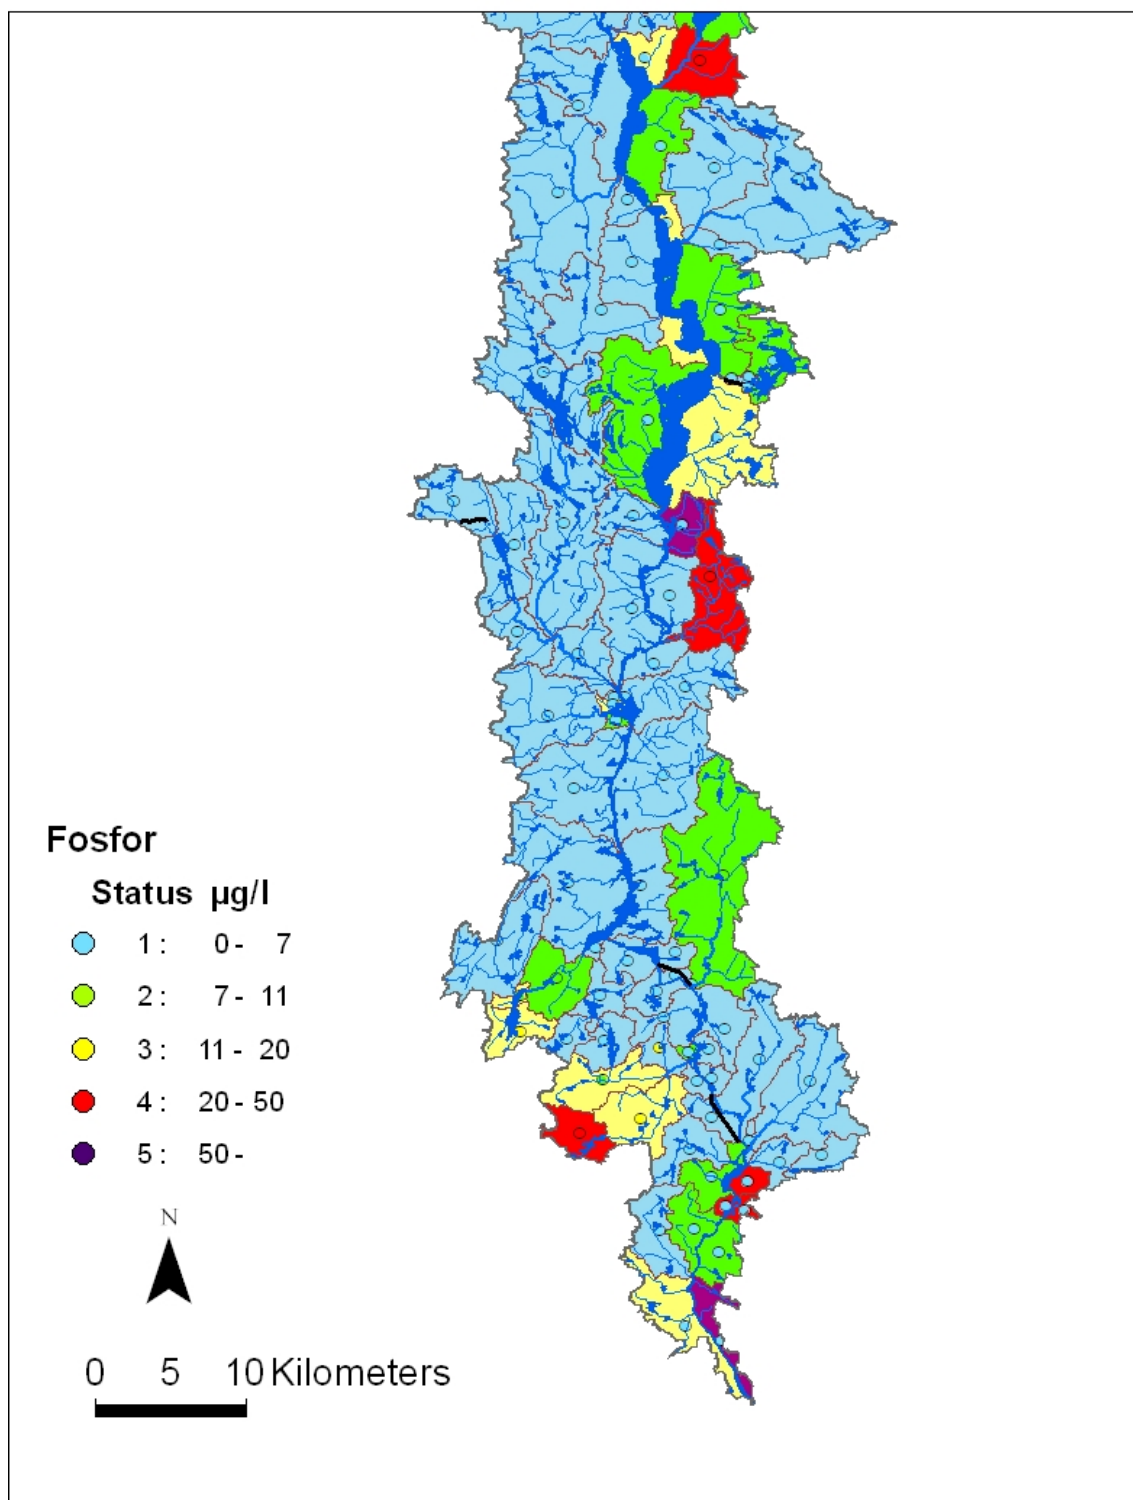 Fosfor
Status µg/l
1 : 0 - 7
2 : 7 - 11
3 : 11 - 20
4 : 20 - 50
5 : 50 -
N
0 5 10 Kilometers